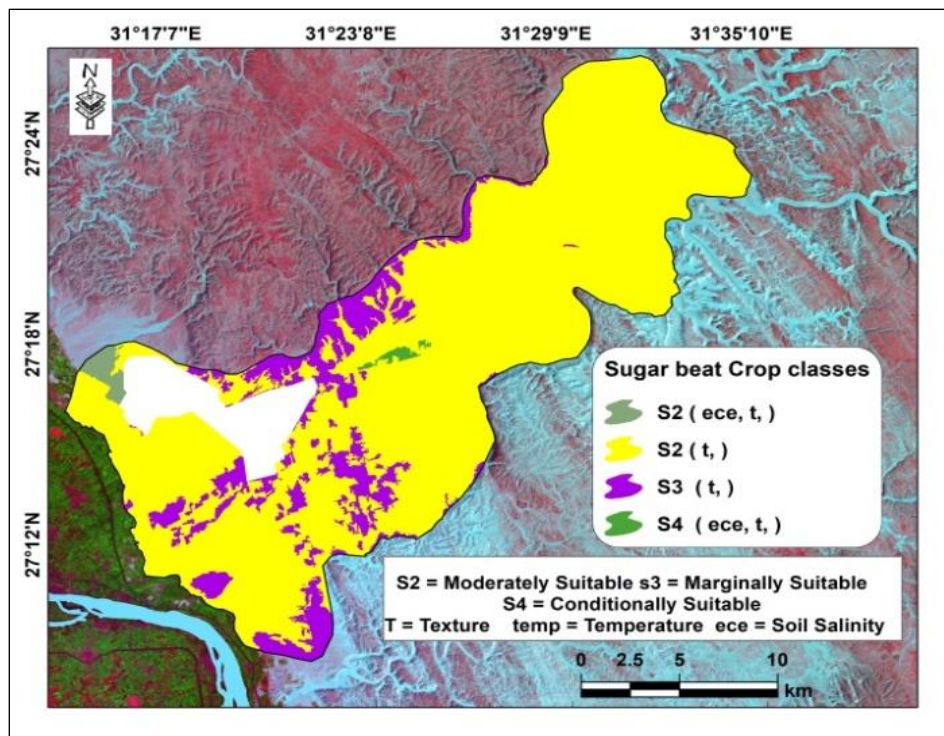 31°17'7"E 31°23'8"E 31°29'9"E 31°35'10"E
N
27°24'N
27°18'N
27°12'N
Sugar beat Crop classes
S2 ( ece, t, )
S2 ( t, )
S3 ( t, )
S4 ( ece, t, )
S2 = Moderately Suitable s3 = Marginally Suitable
S4 = Conditionally Suitable
T = Texture temp = Temperature ece = Soil Salinity
0 2.5 5 10
km